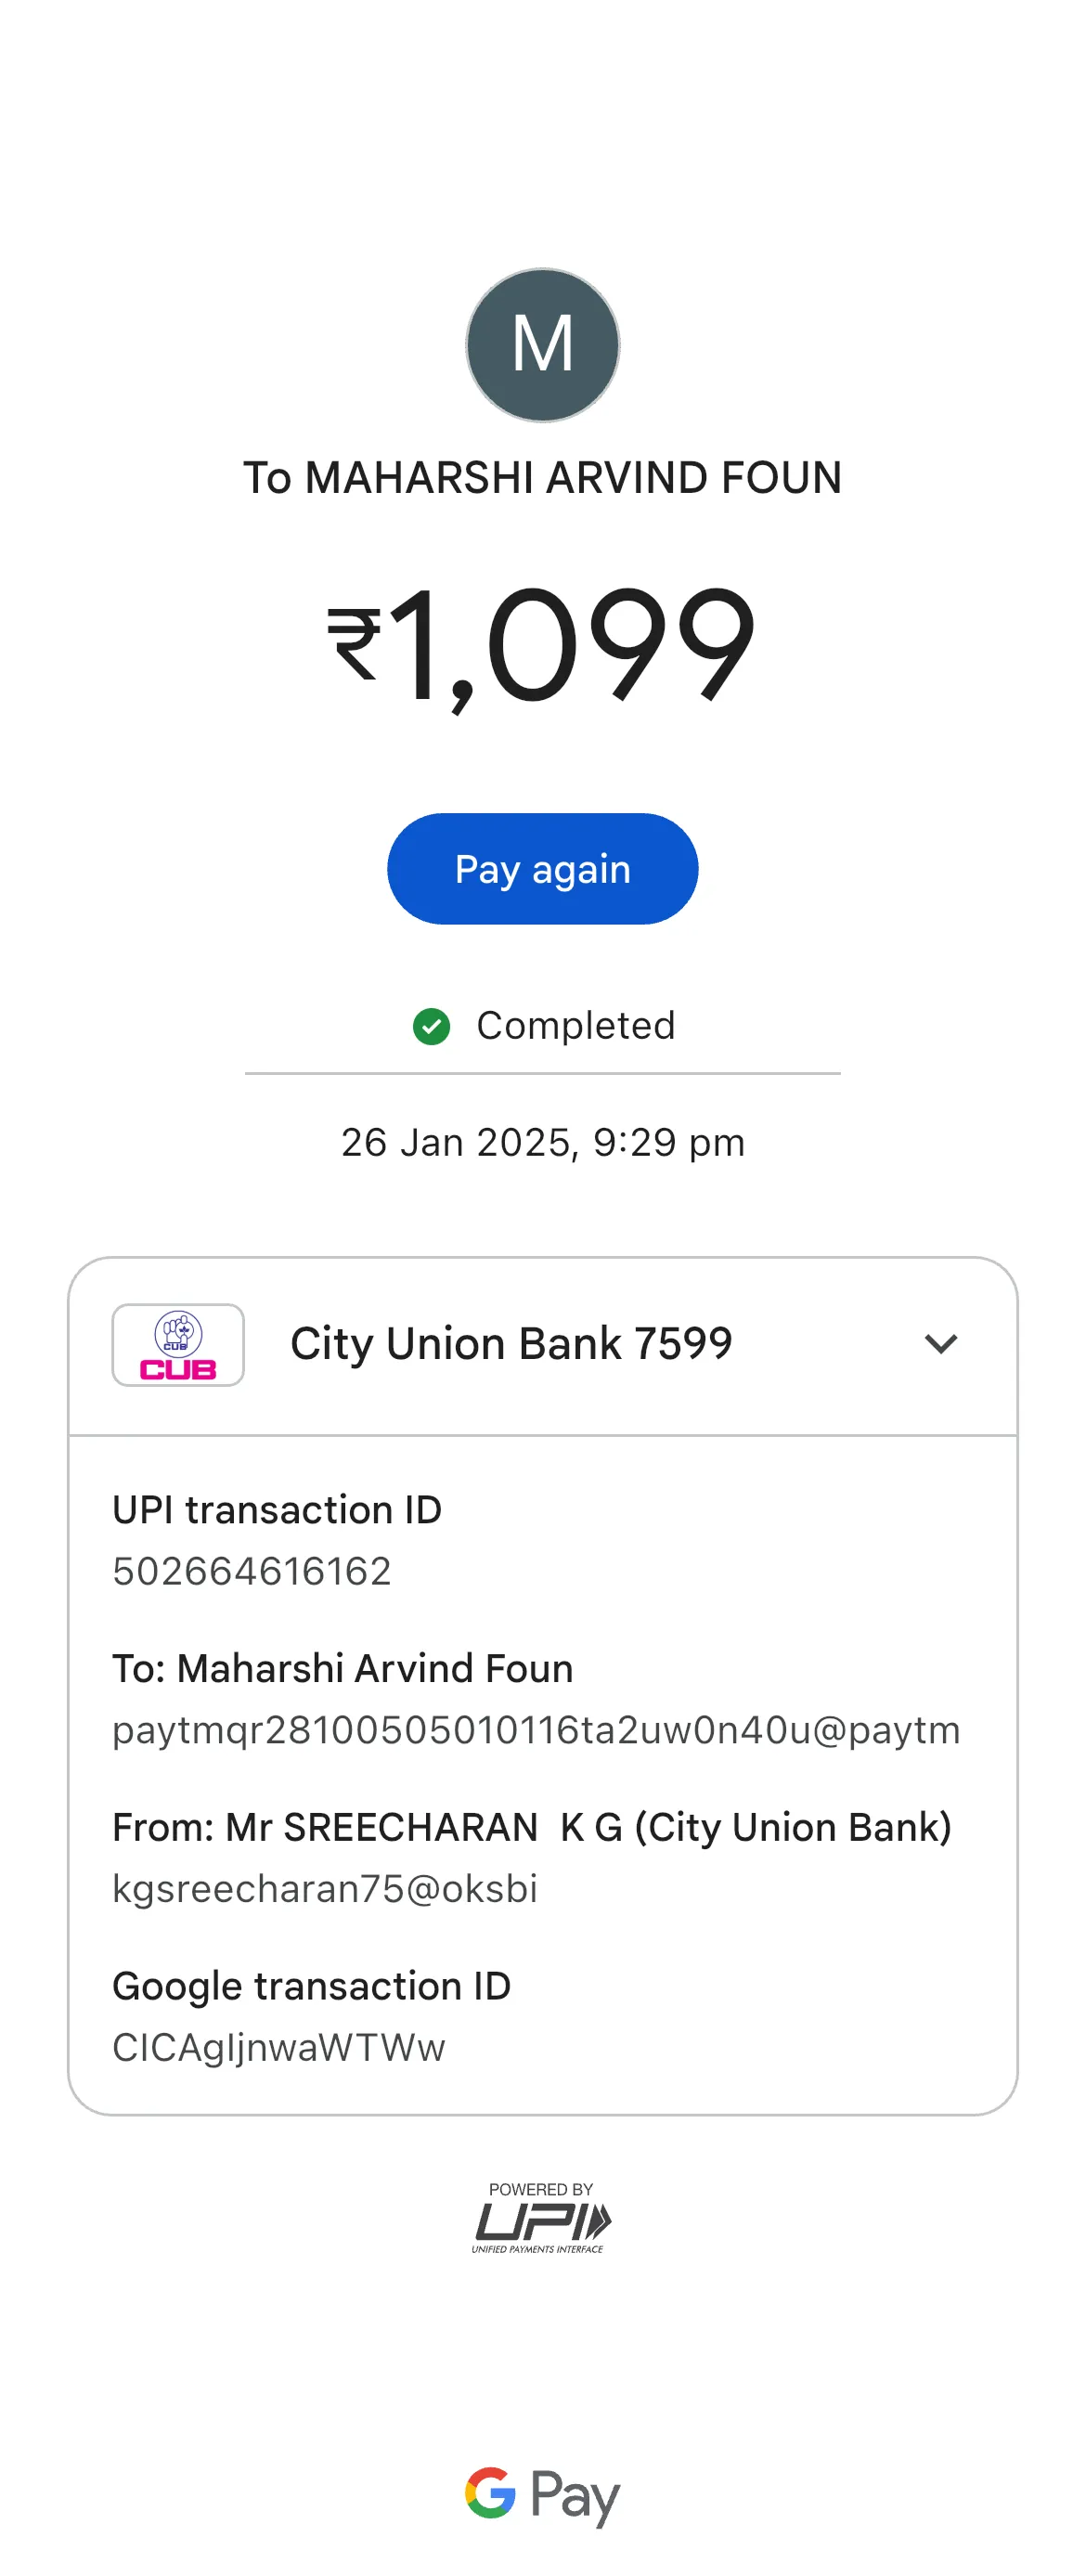 M
To MAHARSHI ARVIND FOUN
₹1,099
Pay again
Completed
26 Jan 2025, 9:29 pm
CUB
CUB
City Union Bank 7599
UPI transaction ID
502664616162
To: Maharshi Arvind Foun
paytmqr28100505010116ta2uw0n40u@paytm
From: Mr SREECHARAN  K G (City Union Bank)
kgsreecharan75@oksbi
Google transaction ID
CICAgIjnwaWTWw
POWERED BY
UPI
UNIFIED PAYMENTS INTERFACE
G Pay